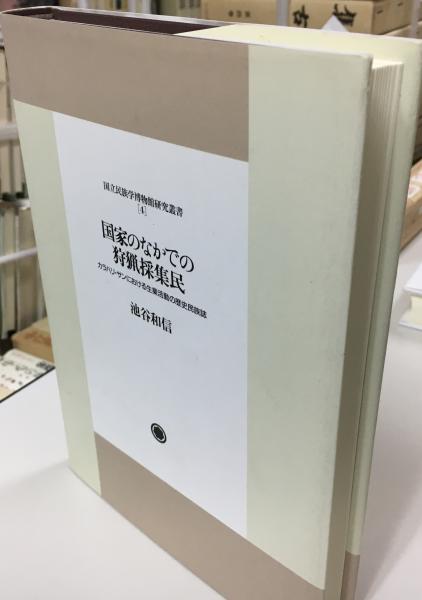 国立民族学博物館研究叢書
[4]
国家のなかでの
狩猟採集民
カラハリ・サンにおける生業活動の歴史民族誌
池谷和信